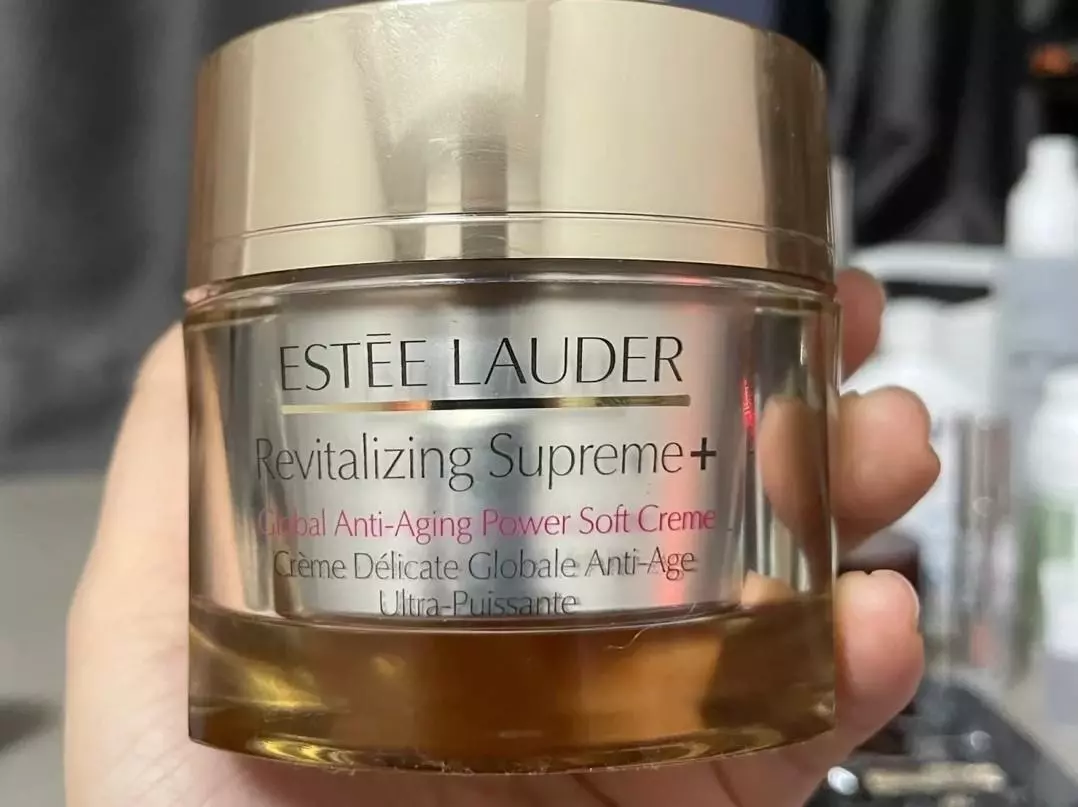 ESTĒE LAUDER
Revitalizing Supreme+
Global Anti-Aging Power Soft Creme
Crème Délicate Globale Anti-Age
Ultra-Puissante